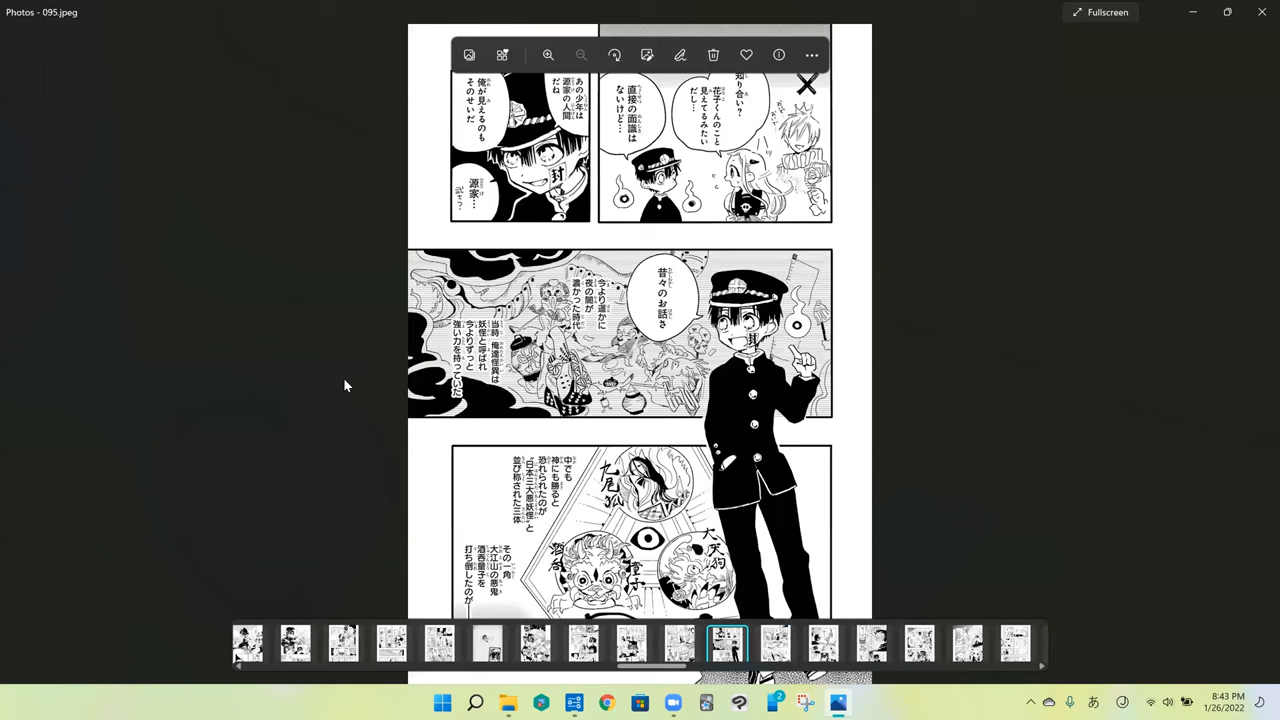 Photos - 095.jpeg
Fullscreen
知り合い?
花子くんのこと
見えてるみたい
だし…
直接の面識は
ないけど…
あの少年は
源家の人間
だね
俺が見えるのも
そのせいだ
封
源家…
昔々のお話さ
封
今より遥かに
夜の闇が
濃かった時代
当時 俺達怪異は
妖怪と呼ばれ
今よりずっと
強い力を持っていた
中でも
神にも勝ると
恐れられたのが
"日本三大悪妖怪"と
並び称された三体
九尾狐
大天狗
酒呑
童子
その一角
大江山の悪鬼
酒呑童子を
打ち倒したのが
2
あ
8:43 PM
1/26/2022